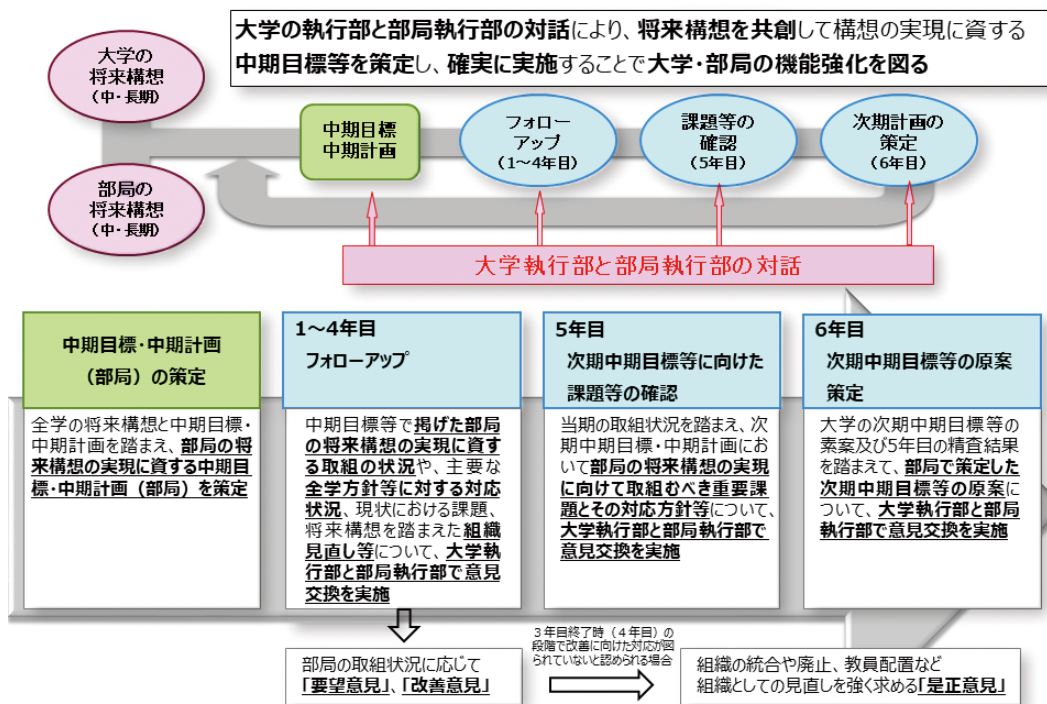 大学の執行部と部局執行部の対話により、将来構想を共創して構想の実現に資する
中期目標等を策定し、確実に実施することで大学・部局の機能強化を図る
大学の
将来構想
(中・長期)
部局の
将来構想
(中・長期)
中期目標
中期計画
フォロー
アップ
(1～4年目)
課題等の
確認
(5年目)
次期計画の
策定
(6年目)
大学執行部と部局執行部の対話
中期目標・中期計画
（部局）の策定
全学の将来構想と中期目標・
中期計画を踏まえ、部局の将
来構想の実現に資する中期目
標・中期計画（部局）を策定
1～4年目
フォローアップ
中期目標等で掲げた部局
の将来構想の実現に資す
る取組の状況や、主要な
全学方針等に対する対応
状況、現状における課題、
将来構想を踏まえた組織
見直し等について、大学執
行部と部局執行部で意見
交換を実施
5年目
次期中期目標等に向けた
課題等の確認
当期の取組状況を踏まえ、次
期中期目標・中期計画にお
いて部局の将来構想の実現
に向けて取組むべき重要課
題とその対応方針等について、
大学執行部と部局執行部で
意見交換を実施
6年目
次期中期目標等の原案
策定
大学の次期中期目標等の
素案及び5年目の精査結果
を踏まえて、部局で策定した
次期中期目標等の原案に
ついて、大学執行部と部局
執行部で意見交換を実施
部局の取組状況に応じて
「要望意見」、「改善意見」
３年目終了時（４年目）の
段階で改善に向けた対応が図
られていないと認められる場合
組織の統合や廃止、教員配置など
組織としての見直しを強く求める「是正意見」